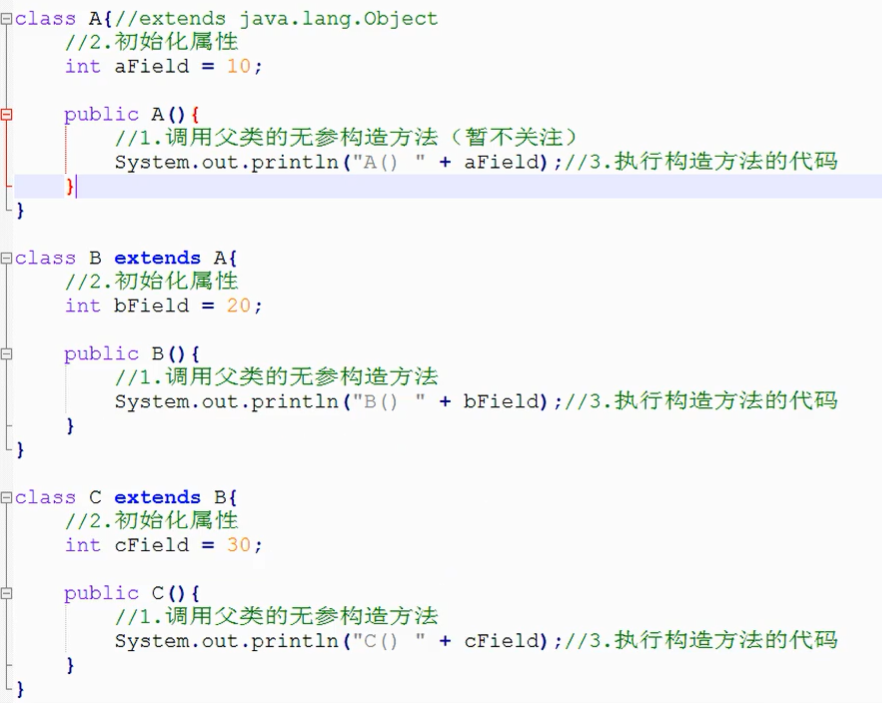 class A{//extends java.lang.Object
//2.初始化属性
int aField = 10;
public A(){
//1.调用父类的无参构造方法（暂不关注）
System.out.println("A() " + aField);//3.执行构造方法的代码
}
}
class B extends A{
//2.初始化属性
int bField = 20;
public B(){
//1.调用父类的无参构造方法
System.out.println("B() " + bField);//3.执行构造方法的代码
}
}
class C extends B{
//2.初始化属性
int cField = 30;
public C(){
//1.调用父类的无参构造方法
System.out.println("C() " + cField);//3.执行构造方法的代码
}
}